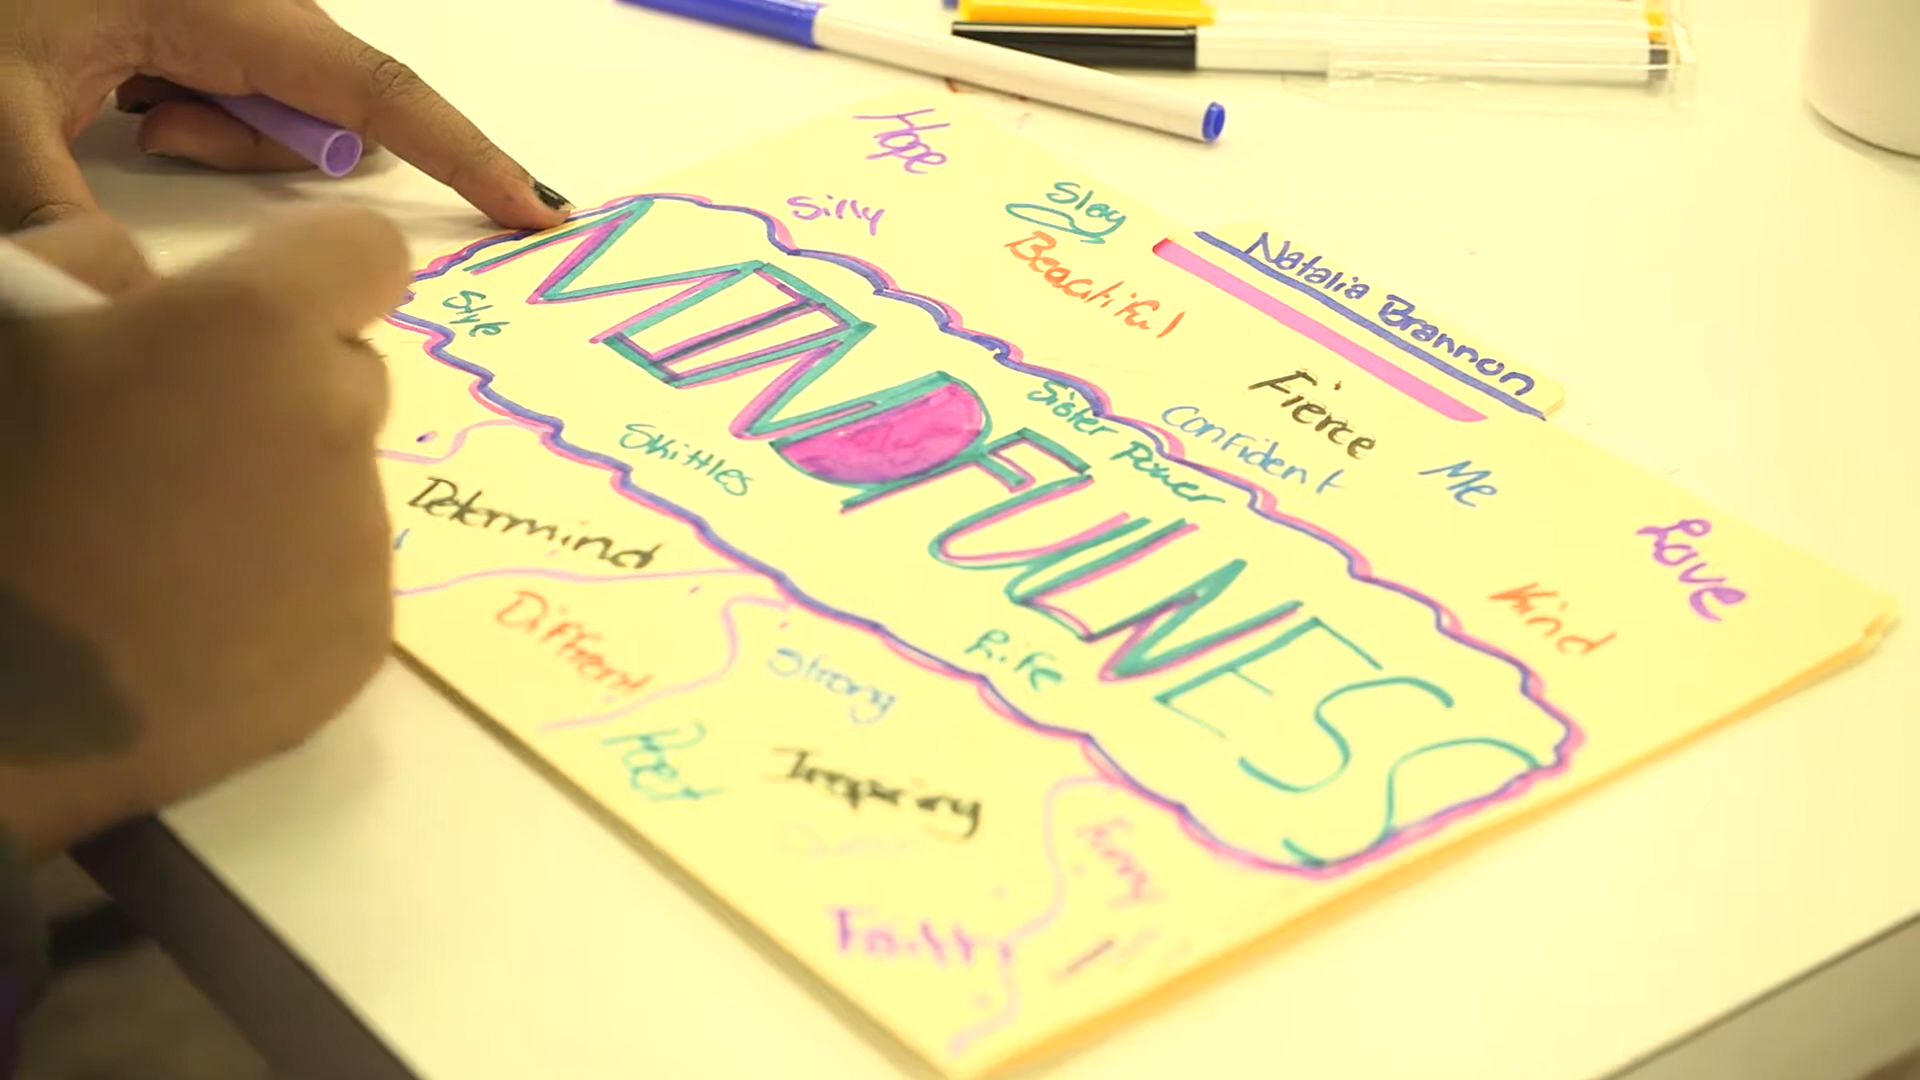 Hope
Silly
Slay
Beautiful
Natalia Brannon
Style
MINDFULNESS
Sister Power
Confident
Fierce
Me
Love
Kind
Skittles
Life
Determind
Diffrent
Strong
Poet
Inspiring
Funny
Faith